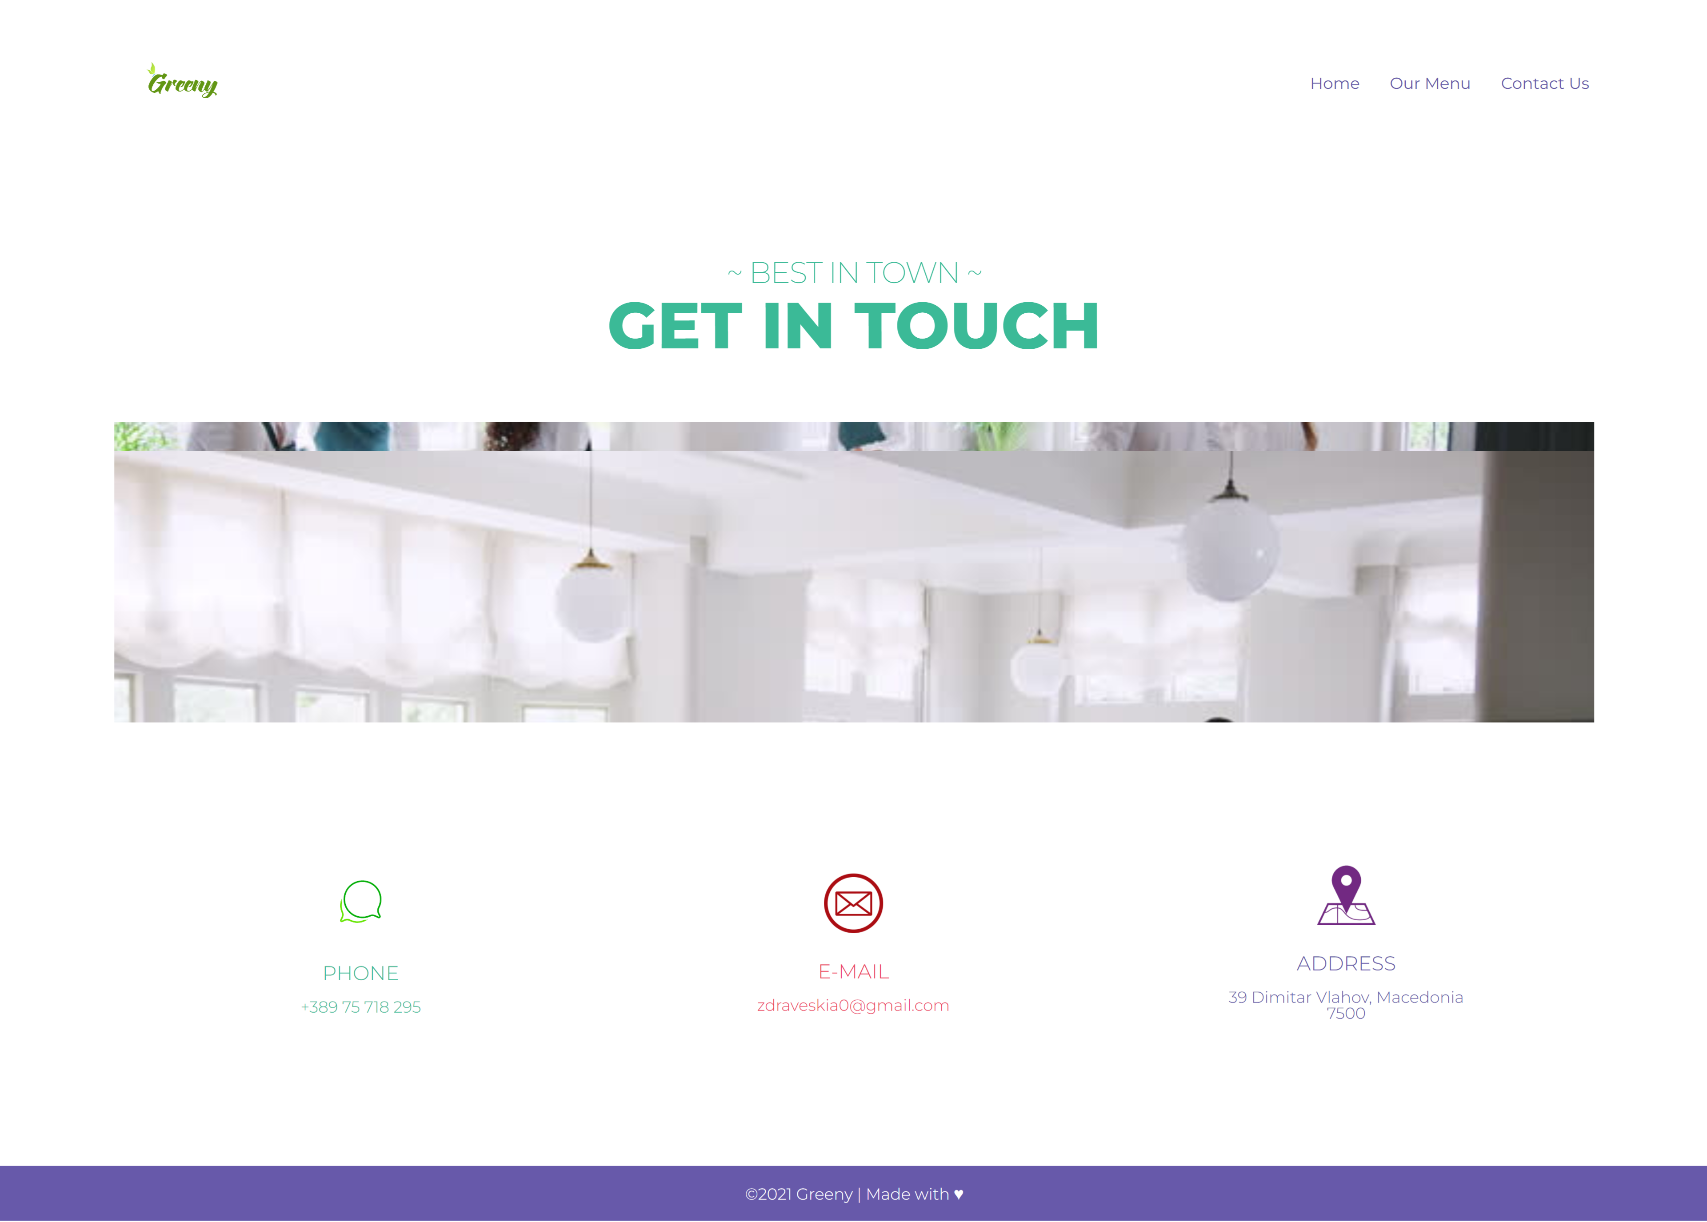 Greeny
Home
Our Menu
Contact Us
~ BEST IN TOWN ~
GET IN TOUCH
PHONE
+389 75 718 295
E-MAIL
zdraveskia0@gmail.com
ADDRESS
39 Dimitar Vlahov, Macedonia
7500
©2021 Greeny | Made with ♥